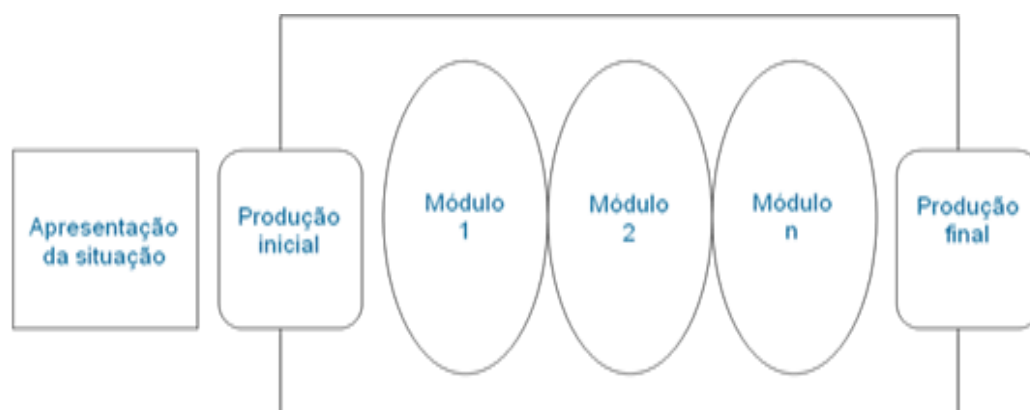 Apresentação
da situação
Produção
inicial
Módulo
1
Módulo
2
Módulo
n
Produção
final